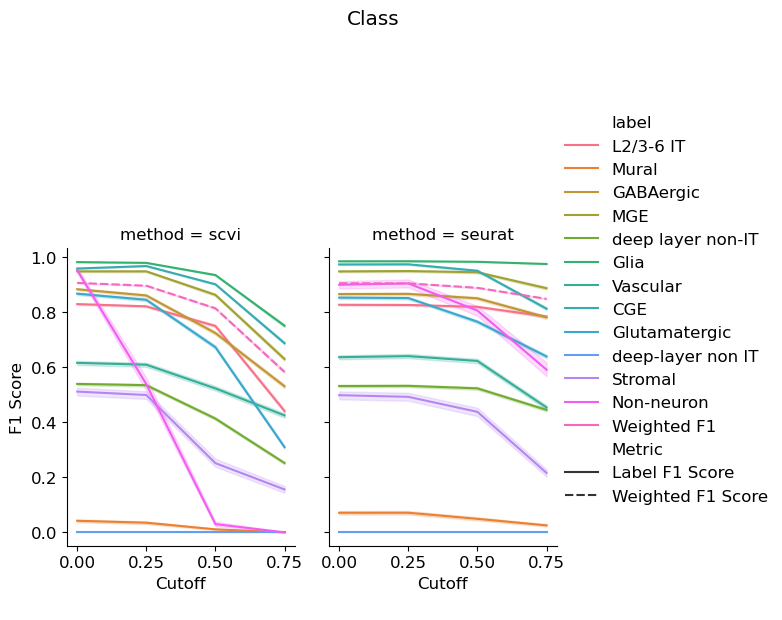 Class
method = scvi
method = seurat
F1 Score
1.0
0.8
0.6
0.4
0.2
0.0
0.00 0.25 0.50 0.75
0.00 0.25 0.50 0.75
Cutoff
Cutoff
label
L2/3-6 IT
Mural
GABAergic
MGE
deep layer non-IT
Glia
Vascular
CGE
Glutamatergic
deep-layer non IT
Stromal
Non-neuron
Weighted F1
Metric
Label F1 Score
Weighted F1 Score